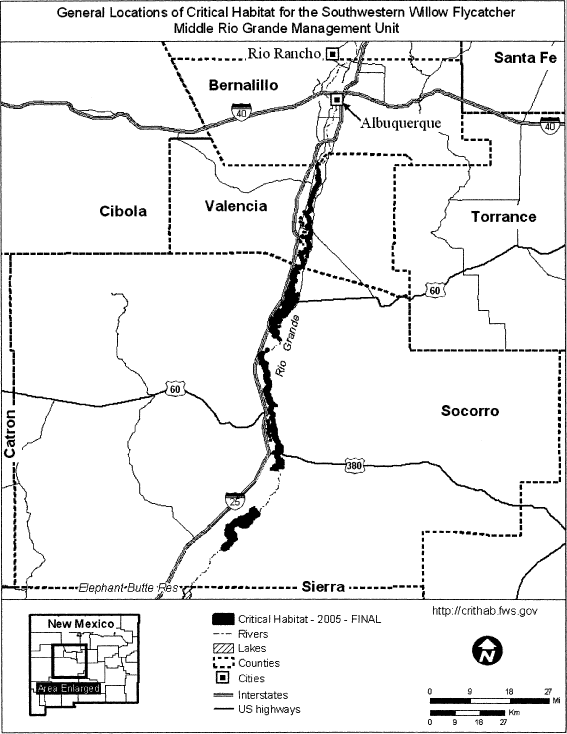 General Locations of Critical Habitat for the Southwestern Willow Flycatcher
Middle Rio Grande Management Unit
Rio Rancho
Santa Fe
Bernalillo
40
Albuquerque
40
Cibola
Valencia
Torrance
60
Rio Grande
60
Socorro
Catron
380
25
Elephant Butte Res
Sierra
New Mexico
Area Enlarged
Critical Habitat - 2005 - FINAL
Rivers
Lakes
Counties
Cities
Interstates
US highways
http://crithab.fws.gov
N
0 9 18 27
Mi
Km
0 9 18 27